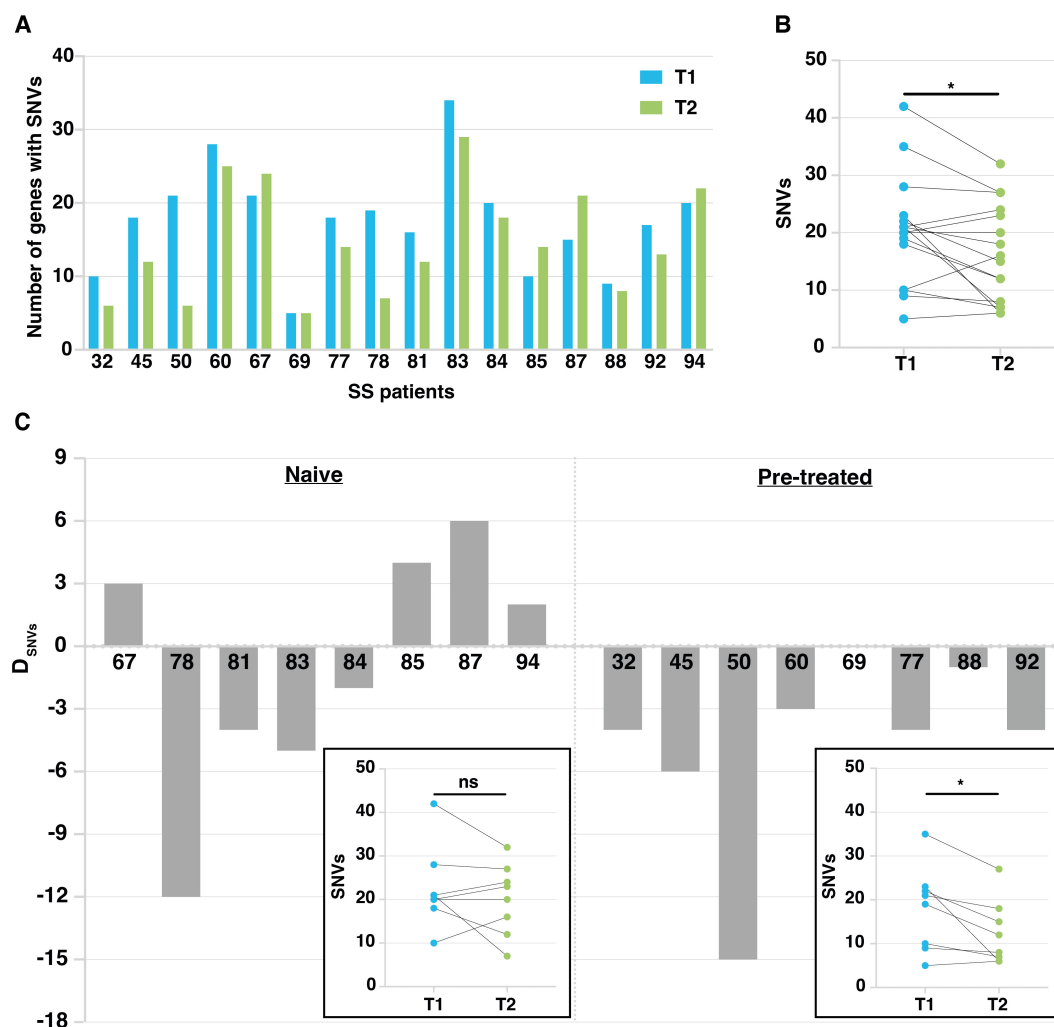 A
40
30
20
10
0
Number of genes with SNVs
T1
T2
32 45 50 60 67 69 77 78 81 83 84 85 87 88 92 94
SS patients
B
50
40
30
20
10
0
SNVs
*
T1 T2
C
9
6
3
0
-3
-6
-9
-12
-15
-18
D SNVs
Naive
Pre-treated
67 78 81 83 84 85 87 94
32 45 50 60 69 77 88 92
50
40
30
20
10
0
SNVs
ns
T1 T2
50
40
30
20
10
0
SNVs
*
T1 T2